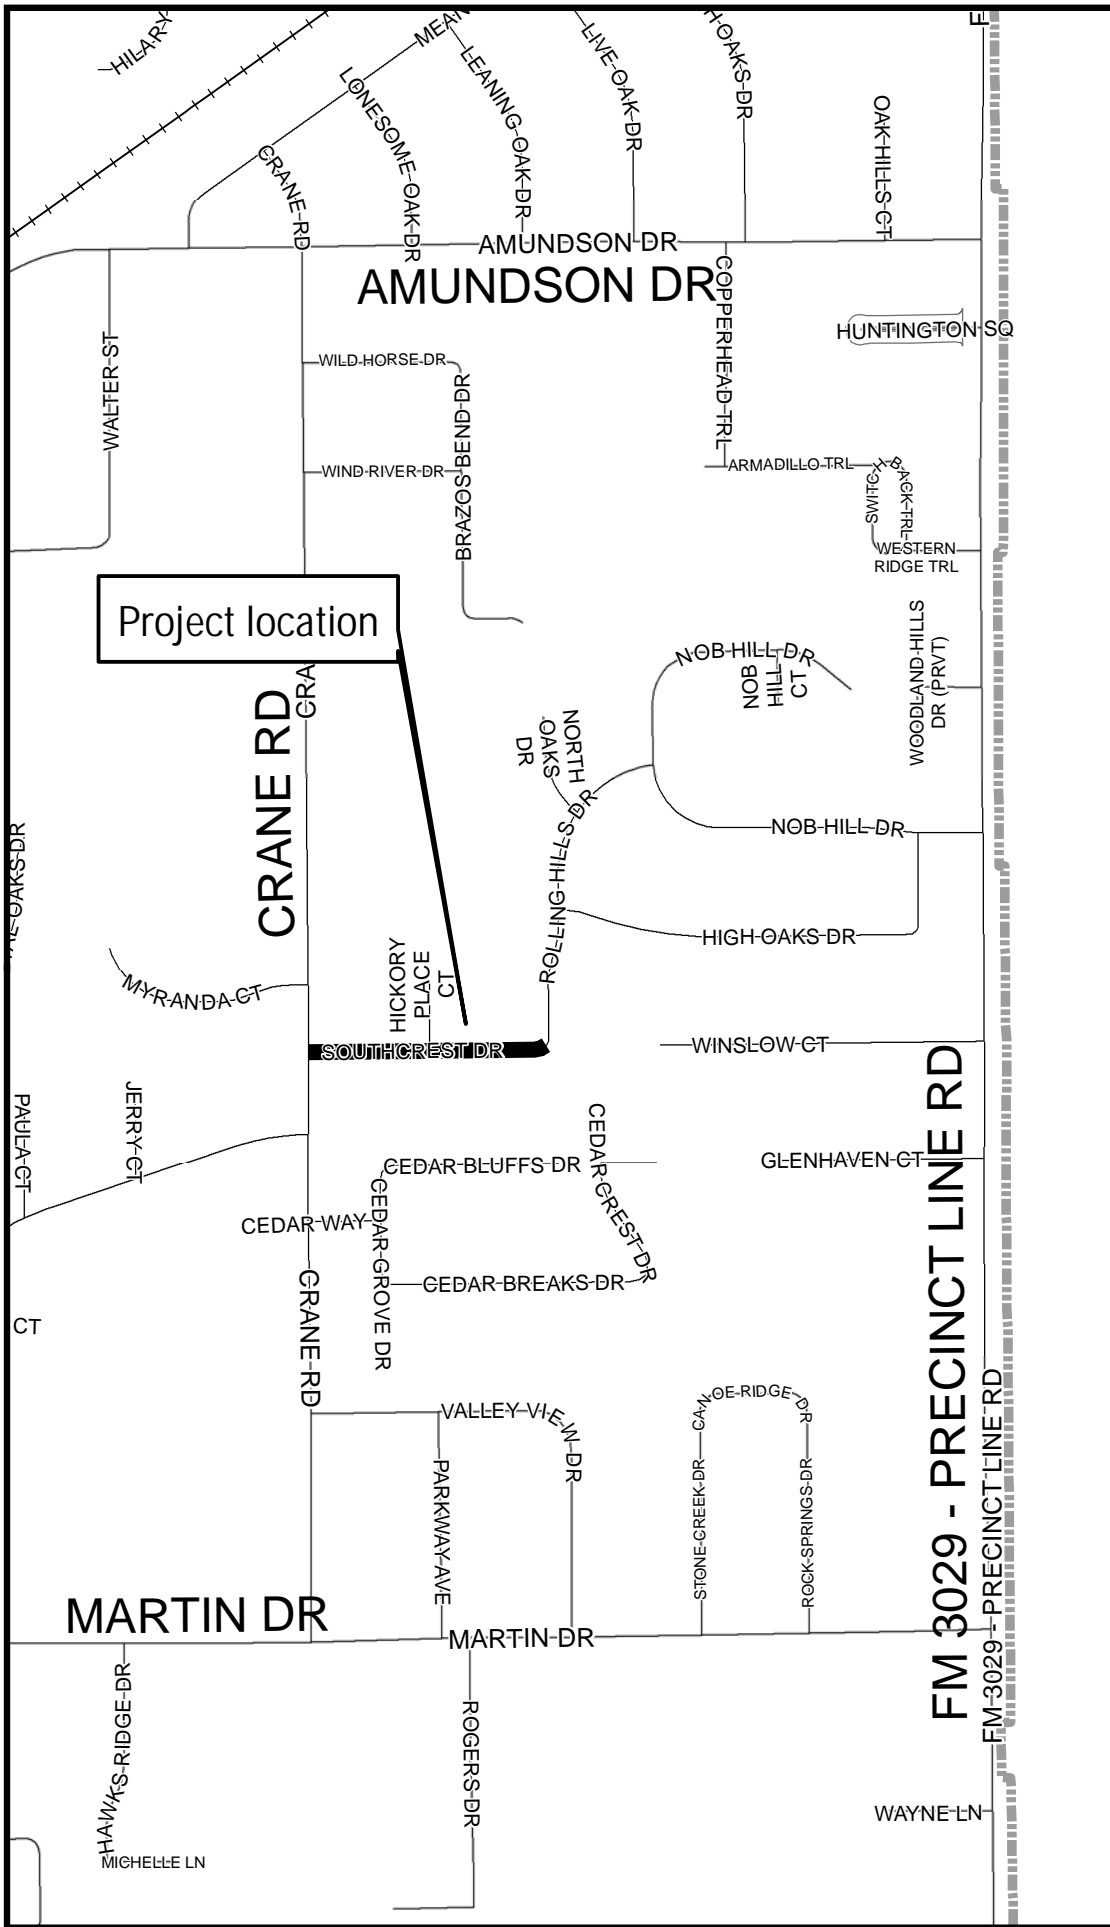 HILARY
LONESOME OAK DR
LEANING OAK DR
LIVE OAK DR
OAKS DR
OAK HILLS CT
CRANE RD
AMUNDSON DR
AMUNDSON DR
WALTER ST
WILD HORSE DR
WIND RIVER DR
BRAZOS BEND DR
COPPERHEAD TRL
HUNTINGTON SQ
ARMADILLO TRL
SWITCH BACK TRL
WESTERN
RIDGE TRL
Project location
CRANE RD
CRA
NOB HILL DR
NOB
HILL
CT
WOODLAND HILLS
DR (PRVT)
NORTH
OAKS
DR
ROLLING HILLS DR
NOB HILL DR
HIGH OAKS DR
OAKS DR
MYRANDA CT
HICKORY
PLACE
CT
SOUTHCREST DR
WINSLOW CT
PAULA CT
JERRY CT
CEDAR BLUFFS DR
CEDAR CREST DR
GLENHAVEN CT
CEDAR WAY
CEDAR GROVE DR
CEDAR BREAKS DR
CRANE RD
CT
VALLEY VIEW DR
PARKWAY AVE
CANOE RIDGE DR
STONE CREEK DR
ROCK SPRINGS DR
FM 3029 - PRECINCT LINE RD
FM 3029 - PRECINCT LINE RD
MARTIN DR
MARTIN DR
HAWKS RIDGE DR
ROGERS DR
WAYNE LN
MICHELLE LN